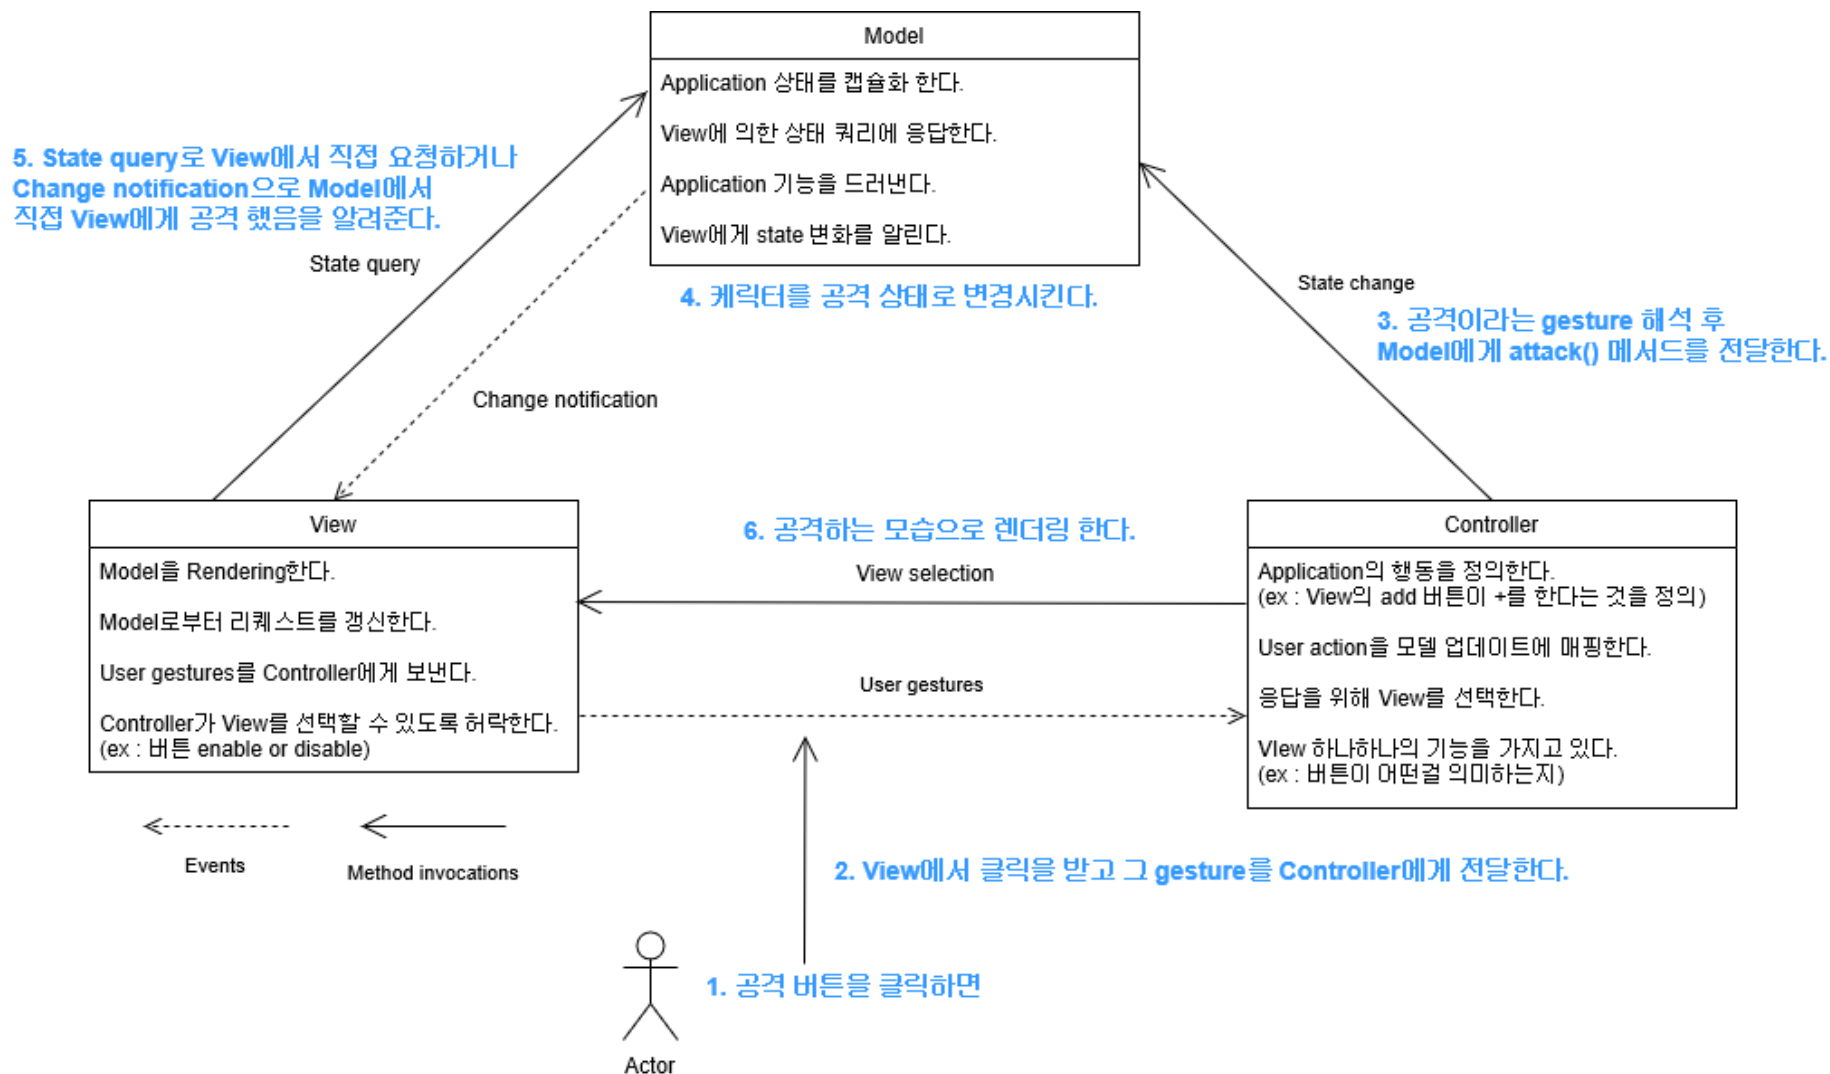 Model
Application 상태를 캡슐화 한다.
View에 의한 상태 쿼리에 응답한다.
Application 기능을 드러낸다.
View에게 state 변화를 알린다.
5. State query로 View에서 직접 요청하거나
Change notification으로 Model에서
직접 View에게 공격 했음을 알려준다.
State query
4. 케릭터를 공격 상태로 변경시킨다.
State change
3. 공격이라는 gesture 해석 후
Model에게 attack() 메서드를 전달한다.
Change notification
View
Model을 Rendering한다.
Model로부터 리퀘스트를 갱신한다.
User gestures를 Controller에게 보낸다.
Controller가 View를 선택할 수 있도록 허락한다.
(ex : 버튼 enable or disable)
6. 공격하는 모습으로 렌더링 한다.
View selection
User gestures
Controller
Application의 행동을 정의한다.
(ex : View의 add 버튼이 +를 한다는 것을 정의)
User action을 모델 업데이트에 매핑한다.
응답을 위해 View를 선택한다.
VIew 하나하나의 기능을 가지고 있다.
(ex : 버튼이 어떤걸 의미하는지)
Events
Method invocations
2. View에서 클릭을 받고 그 gesture를 Controller에게 전달한다.
1. 공격 버튼을 클릭하면
Actor